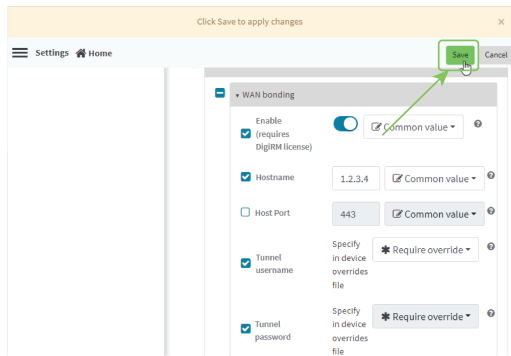 Click Save to apply changes ×
Settings Home Save Cancel
WAN bonding
Enable
(requires
DigiRM license)
Common value
Hostname 1.2.3.4 Common value
Host Port 443 Common value
Tunnel
username
Specify
in device
overrides
file
Require override
Tunnel
password
Specify
in device
overrides
file
Require override